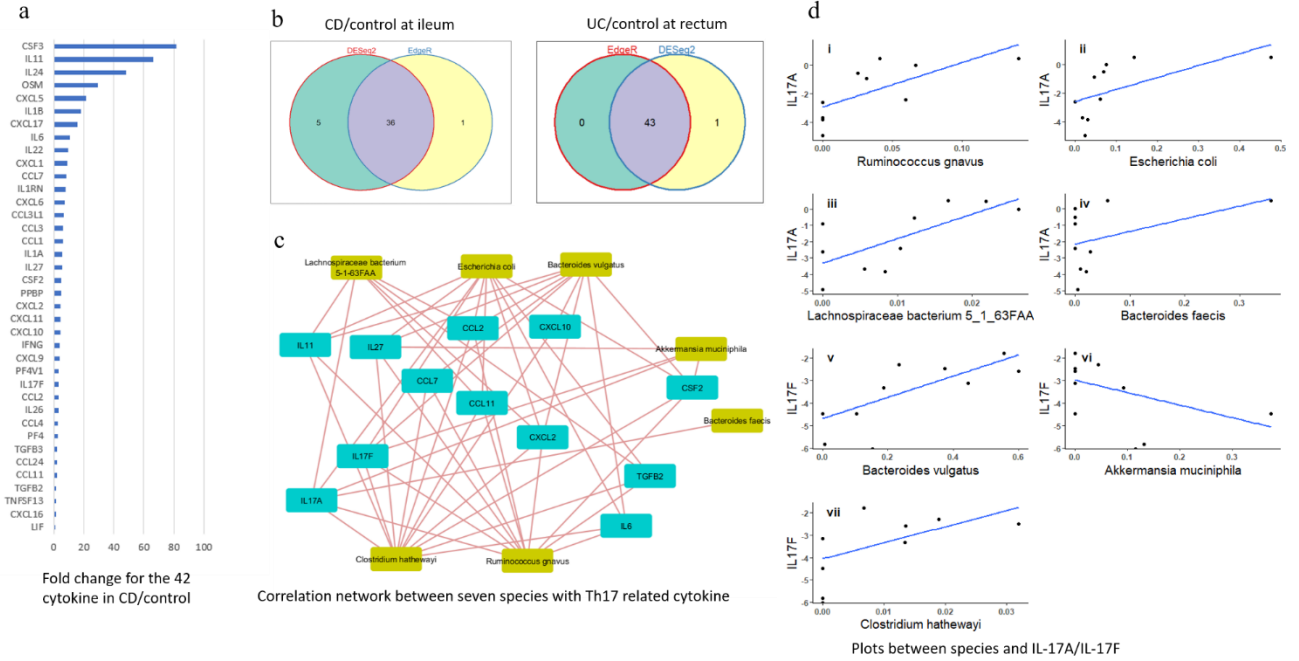 a
CSF3
IL11
IL24
OSM
CXCL5
IL1B
CXCL17
IL6
IL22
CXCL1
CCL7
IL1RN
CXCL6
CCL3L1
CCL3
CCL1
IL1A
IL27
CSF2
PPBP
CXCL2
CXCL11
CXCL10
IFNG
CXCL9
PF4V1
IL17F
CCL2
IL26
CCL4
PF4
TGFB3
CCL24
CCL11
TGFB2
TNFSF13
CXCL16
LIF
0 20 40 60 80 100
Fold change for the 42
cytokine in CD/control
b
CD/control at ileum
DESeq2 EdgeR
5 36 1
UC/control at rectum
EdgeR DESeq2
0 43 1
c
Lachnospiraceae bacterium
5-1-63FAA
Escherichia coli
Bacteroides vulgatus
CCL2
CXCL10
IL11
IL27
Akkermansia muciniphila
CCL7
CSF2
CCL11
Bacteroides faecis
CXCL2
IL17F
TGFB2
IL17A
IL6
Clostridium hathewayi
Ruminococcus gnavus
Correlation network between seven species with Th17 related cytokine
d
i
IL17A
0
-2
-4
0.00 0.05 0.10
Ruminococcus gnavus
ii
IL17A
0
-2
-4
0.0 0.1 0.2 0.3 0.4 0.5
Escherichia coli
iii
IL17A
0
-1
-2
-3
-4
-5
0.00 0.01 0.02
Lachnospiraceae bacterium 5_1_63FAA
iv
IL17A
0
-1
-2
-3
-4
-5
0.0 0.1 0.2 0.3
Bacteroides faecis
v
IL17F
-2
-3
-4
-5
-6
0.0 0.2 0.4 0.6
Bacteroides vulgatus
vi
IL17F
-2
-3
-4
-5
-6
0.0 0.1 0.2 0.3
Akkermansia muciniphila
vii
IL17F
-2
-3
-4
-5
-6
0.00 0.01 0.02 0.03
Clostridium hathewayi
Plots between species and IL-17A/IL-17F